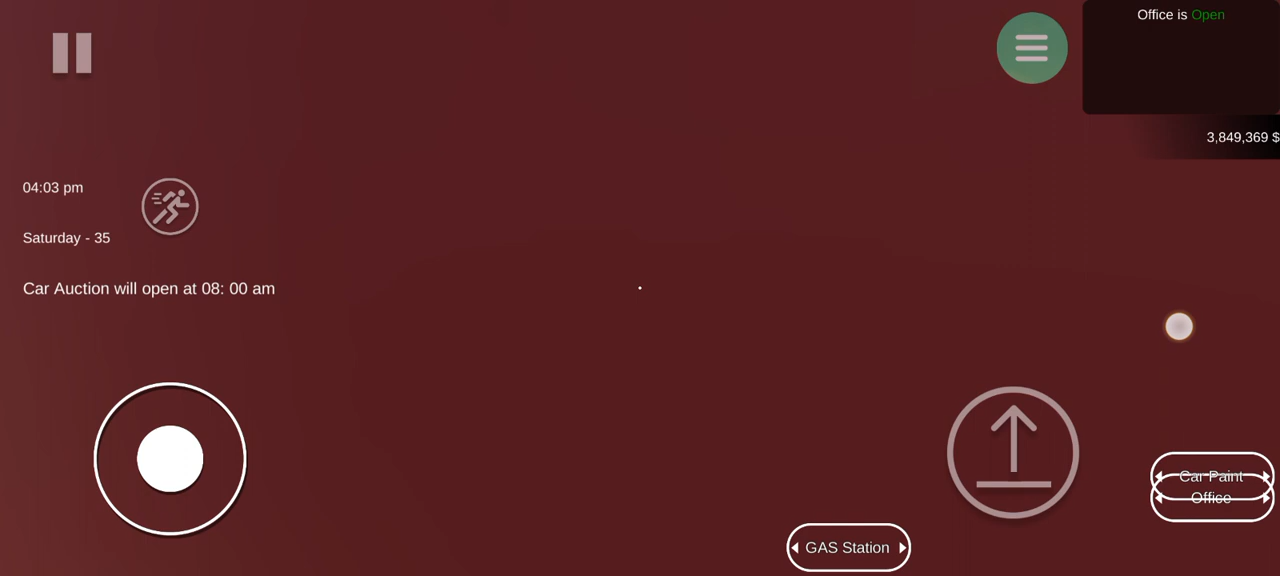 Office is Open
3,849,369 $
04:03 pm
Saturday - 35
Car Auction will open at 08: 00 am
Car Paint
Office
GAS Station